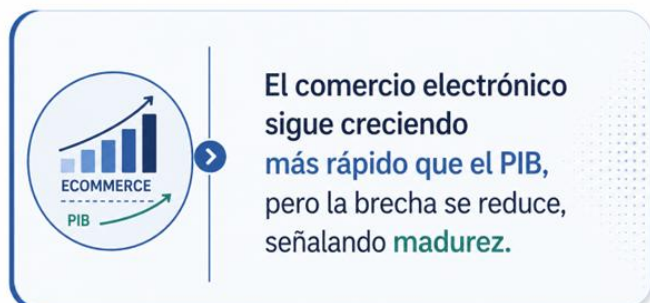 ECOMMERCE
PIB
El comercio electrónico
sigue creciendo
más rápido que el PIB,
pero la brecha se reduce,
señalando madurez.